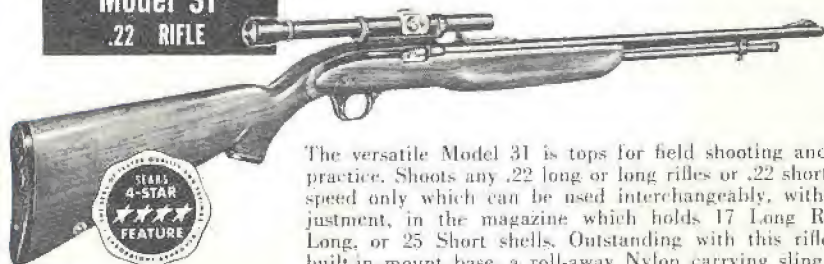 Model 31
.22 RIFLE
SEARS
4-STAR
★★★★
FEATURE
The versatile Model 31 is tops for field shooting and
practice. Shoots any .22 long or long rifles or .22 short
speed only which can be used interchangeably, with
justment, in the magazine which holds 17 Long R
Long, or 25 Short shells. Outstanding with this rifl
built-in mount base, a roll-away Nylon carrying sling,